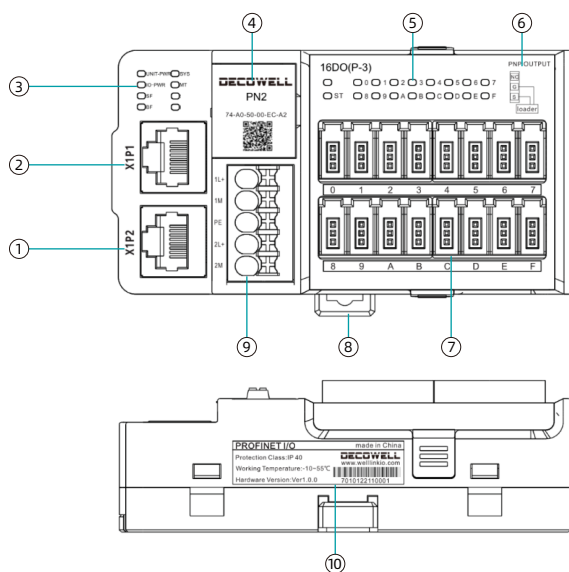 ④ ⑤ ⑥
③ ② ①
UNIT-PWR SYS
IO-PWR MT
SF
BF
X1P1
X1P2
DECOWELL
PN2
74-A0-50-00-EC-A2
1L+
1M
PE
2L+
2M
16DO(P-3)
0 1 2 3 4 5 6 7
ST 8 9 A B C D E F
PNP OUTPUT
NO
G
S
loader
0 1 2 3 4 5 6 7
8 9 A B C D E F
⑨ ⑧ ⑦
PROFINET I/O made in China
Protection Class:IP 40 DECOWELL
www.wellinkio.com
Working Temperature:-10~55℃
Hardware Version:Ver1.0.0 7010122110001
⑩